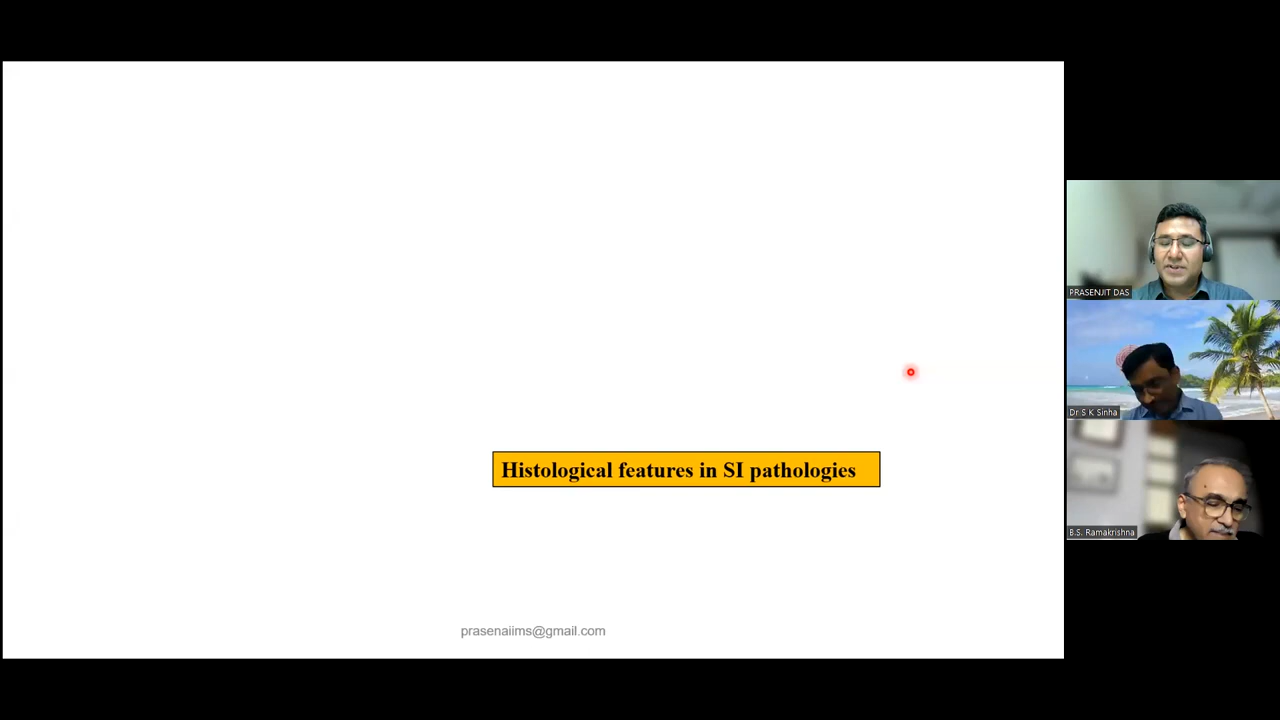 Histological features in SI pathologies
prasenaiims@gmail.com
PRASENJIT DAS
Dr S K Sinha
B.S. Ramakrishna